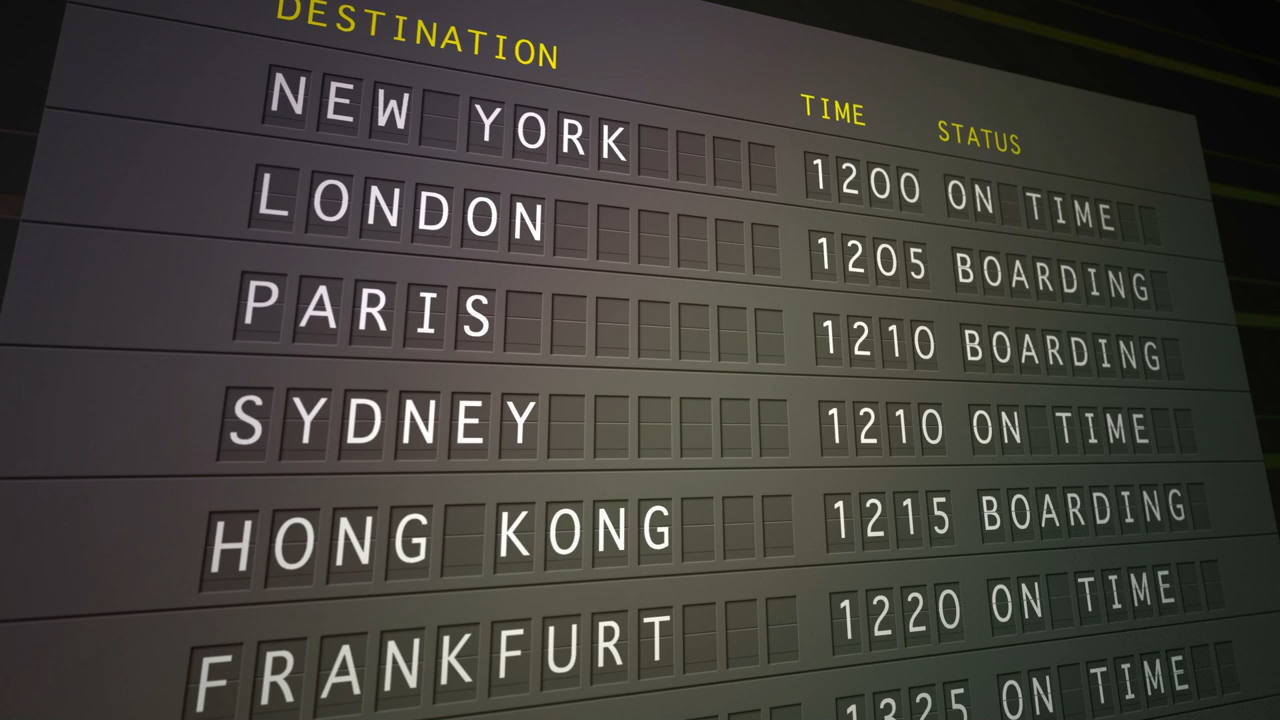 DESTINATION TIME STATUS
NEW YORK 1200 ON TIME
LONDON 1205 BOARDING
PARIS 1210 BOARDING
SYDNEY 1210 ON TIME
HONG KONG 1215 BOARDING
FRANKFURT 1220 ON TIME
1325 ON TIME